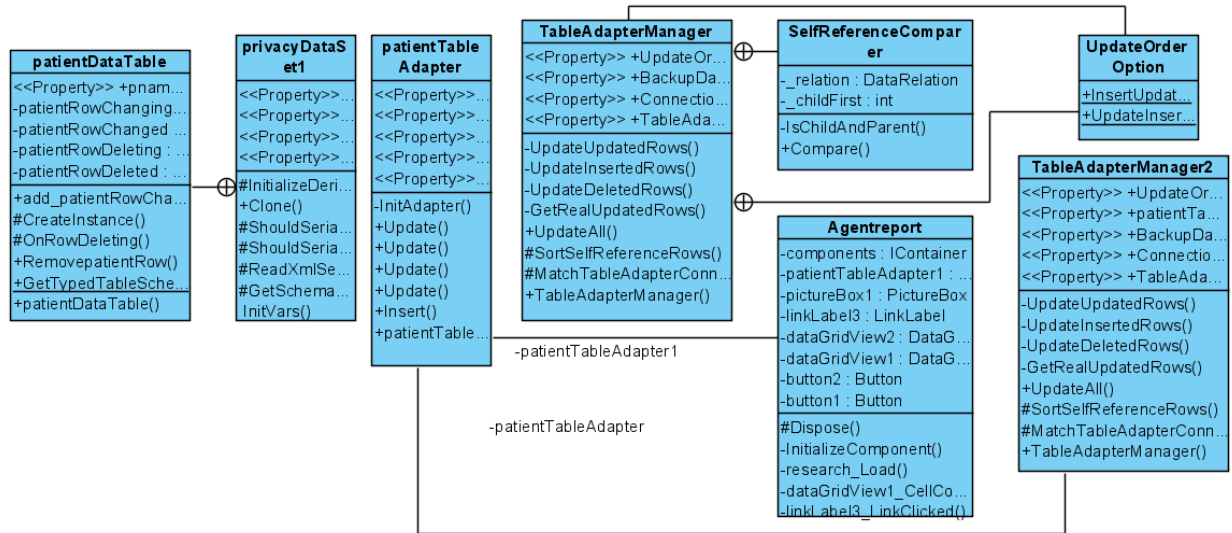 patientDataTable
<<Property>> +pnam...
-patientRowChanging...
-patientRowChanged ...
-patientRowDeleting : ...
-patientRowDeleted : ...
+add_patientRowCha...
#CreateInstance()
#OnRowDeleting()
+RemovepatientRow()
+GetTypedTableSche...
+patientDataTable()
privacyDataS
et1
<<Property>>...
<<Property>>...
<<Property>>...
<<Property>>...
#InitializeDeri...
+Clone()
#ShouldSeria...
#ShouldSeria...
#ReadXmlSe...
#GetSchema...
InitVars()
patientTable
Adapter
<<Property>>...
<<Property>>...
<<Property>>...
<<Property>>...
<<Property>>...
-InitAdapter()
+Update()
+Update()
+Update()
+Update()
+Insert()
+patientTable...
TableAdapterManager
<<Property>> +UpdateOr...
<<Property>> +BackupDa...
<<Property>> +Connectio...
<<Property>> +TableAda...
-UpdateUpdatedRows()
-UpdateInsertedRows()
-UpdateDeletedRows()
-GetRealUpdatedRows()
+UpdateAll()
#SortSelfReferenceRows()
#MatchTableAdapterConn...
+TableAdapterManager()
SelfReferenceCompar
er
-_relation : DataRelation
-_childFirst : int
-IsChildAndParent()
+Compare()
UpdateOrder
Option
+InsertUpdat...
+UpdateInser...
Agentreport
-components : IContainer
-patientTableAdapter1 : ...
-pictureBox1 : PictureBox
-linkLabel3 : LinkLabel
-dataGridView2 : DataG...
-dataGridView1 : DataG...
-button2 : Button
-button1 : Button
#Dispose()
-InitializeComponent()
-research_Load()
-dataGridView1_CellCo...
-linkLabel3_LinkClicked()
TableAdapterManager2
<<Property>> +UpdateOr...
<<Property>> +patientTa...
<<Property>> +BackupDa...
<<Property>> +Connectio...
<<Property>> +TableAda...
-UpdateUpdatedRows()
-UpdateInsertedRows()
-UpdateDeletedRows()
-GetRealUpdatedRows()
+UpdateAll()
#SortSelfReferenceRows()
#MatchTableAdapterConn...
+TableAdapterManager()
-patientTableAdapter1
-patientTableAdapter